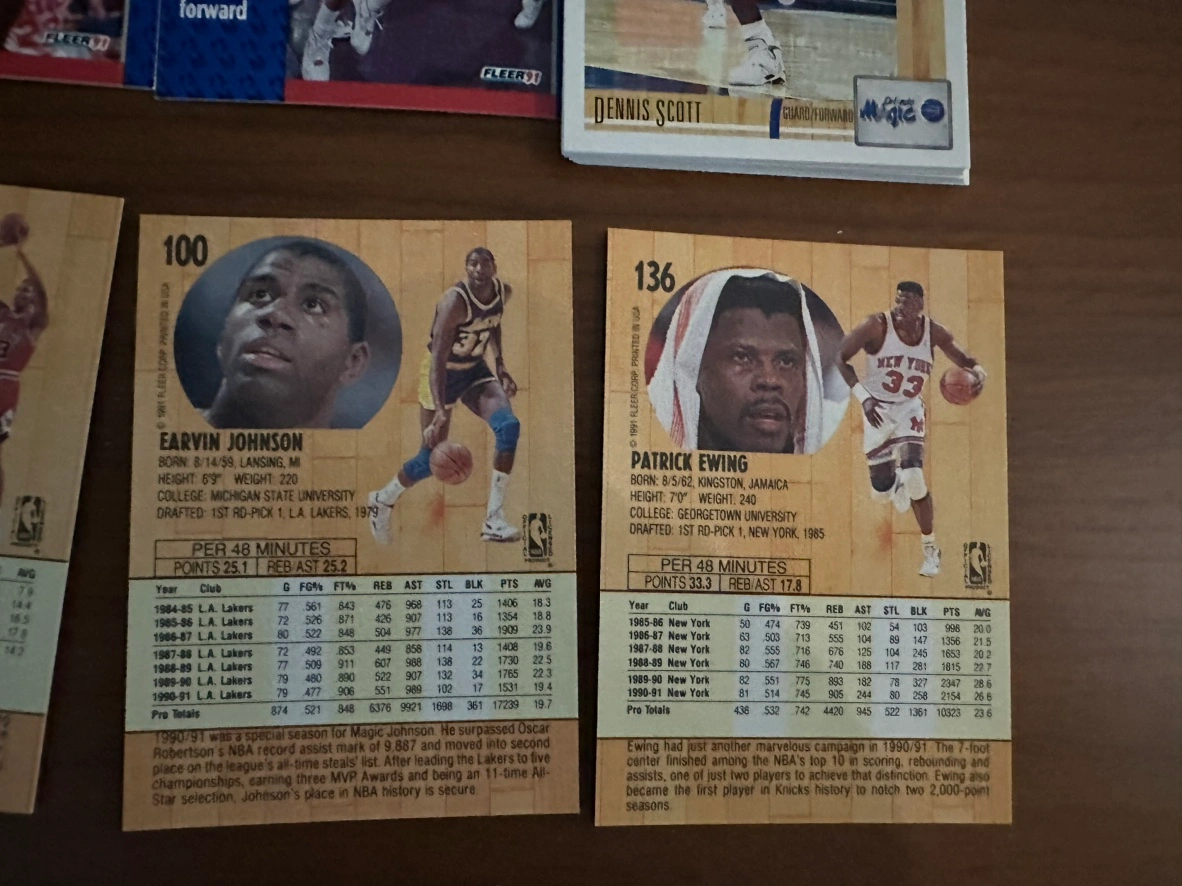 forward
FLEER 91
FLEER 91
DENNIS SCOTT
GUARD/FORWARD
Orlando
Magic
AVG
7.9
14.4
16.5
17.8
14.2
100
© 1991 FLEER CORP. PRINTED IN USA
33
EARVIN JOHNSON
BORN: 8/14/59, LANSING, MI
HEIGHT: 6'9" WEIGHT: 220
COLLEGE: MICHIGAN STATE UNIVERSITY
DRAFTED: 1ST RD-PICK 1, L.A. LAKERS, 1979
PER 48 MINUTES
POINTS 25.1 REB/AST 25.2
Year Club G FG% FT% REB AST STL BLK PTS AVG
1984-85 L.A. Lakers 77 .561 .843 476 968 113 25 1406 18.3
1985-86 L.A. Lakers 72 .526 .871 426 907 113 16 1354 18.8
1986-87 L.A. Lakers 80 .522 .848 504 977 138 36 1909 23.9
1987-88 L.A. Lakers 72 .492 .853 449 858 114 13 1408 19.6
1988-89 L.A. Lakers 77 .509 .911 607 988 138 22 1730 22.5
1989-90 L.A. Lakers 79 .480 .890 522 907 132 34 1765 22.3
1990-91 L.A. Lakers 79 .477 .906 551 989 102 17 1531 19.4
Pro Totals 874 .521 .848 6376 9921 1698 361 17239 19.7
1990/91 was a special season for Magic Johnson. He surpassed Oscar
Robertson's NBA record assist mark of 9,887 and moved into second
place on the league's all-time steals' list. After leading the Lakers to five
championships, earning three MVP Awards and being an 11-time All-
Star selection, Johnson's place in NBA history is secure.
136
© 1991 FLEER CORP. PRINTED IN USA
NEW YORK
33
PATRICK EWING
BORN: 8/5/62, KINGSTON, JAMAICA
HEIGHT: 7'0" WEIGHT: 240
COLLEGE: GEORGETOWN UNIVERSITY
DRAFTED: 1ST RD-PICK 1, NEW YORK, 1985
PER 48 MINUTES
POINTS 33.3 REB/AST 17.8
Year Club G FG% FT% REB AST STL BLK PTS AVG
1985-86 New York 50 .474 .739 451 102 54 103 998 20.0
1986-87 New York 63 .503 .713 555 104 89 147 1356 21.5
1987-88 New York 82 .555 .716 676 125 104 245 1653 20.2
1988-89 New York 80 .567 .746 740 188 117 281 1815 22.7
1989-90 New York 82 .551 .775 893 182 78 327 2347 28.6
1990-91 New York 81 .514 .745 905 244 80 258 2154 26.6
Pro Totals 438 .532 .742 4420 945 522 1361 10323 23.6
Ewing had just another marvelous campaign in 1990/91. The 7-foot
center finished among the NBA's top 10 in scoring, rebounding and
assists, one of just two players to achieve that distinction. Ewing also
became the first player in Knicks history to notch two 2,000-point
seasons.